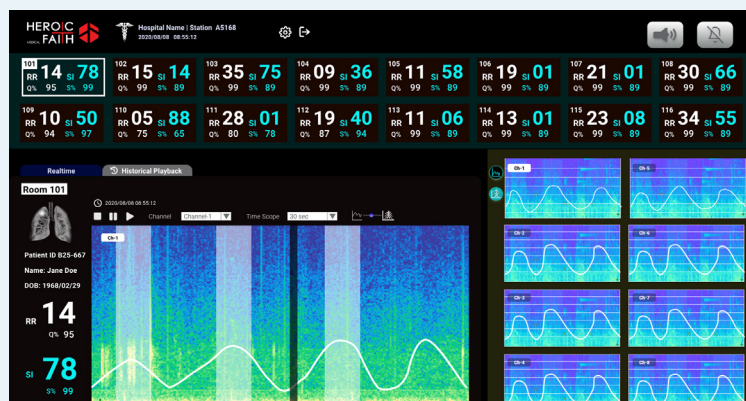 HEROIC
FAITH
MEDICAL
Hospital Name | Station A5168
2020/08/08 08:55:12
101 RR 14 SI 78 Q% 95 S% 99
102 RR 15 SI 14 Q% 99 S% 89
103 RR 35 SI 75 Q% 99 S% 89
104 RR 09 SI 36 Q% 99 S% 89
105 RR 11 SI 58 Q% 99 S% 89
106 RR 19 SI 01 Q% 99 S% 89
107 RR 21 SI 01 Q% 99 S% 89
108 RR 30 SI 66 Q% 99 S% 89
109 RR 10 SI 50 Q% 94 S% 97
110 RR 05 SI 88 Q% 75 S% 65
111 RR 28 SI 01 Q% 80 S% 78
112 RR 19 SI 40 Q% 87 S% 94
113 RR 11 SI 06 Q% 99 S% 89
114 RR 13 SI 01 Q% 99 S% 89
115 RR 23 SI 08 Q% 99 S% 89
116 RR 34 SI 55 Q% 99 S% 89
Realtime
Historical Playback
Room 101
2020/08/08 08 55:12
Channel Channel-1 Time Scope 30 sec
Ch-1
Patient ID B25-667
Name: Jane Doe
DOB: 1968/02/29
RR 14
Q% 95
SI 78
S% 99
Ch-1
Ch-5
Ch-2
Ch-6
Ch-3
Ch-7
Ch-4
Ch-8